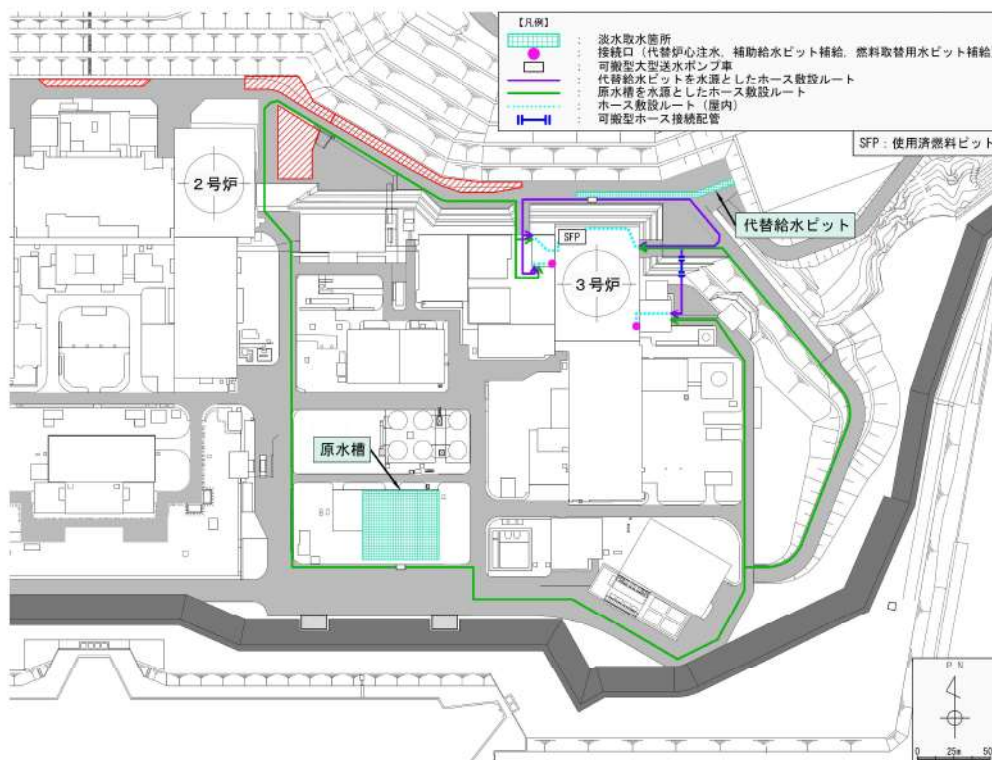 【凡例】
： 淡水取水箇所
： 接続口（代替炉心注水，補助給水ピット補給，燃料取替用水ピット補給）
： 可搬型大型送水ポンプ車
： 代替給水ピットを水源としたホース敷設ルート
： 原水槽を水源としたホース敷設ルート
： ホース敷設ルート（屋内）
： 可搬型ホース接続配管
SFP：使用済燃料ピット
2号炉
代替給水ピット
SFP
3号炉
原水槽
P N
0 25m 50